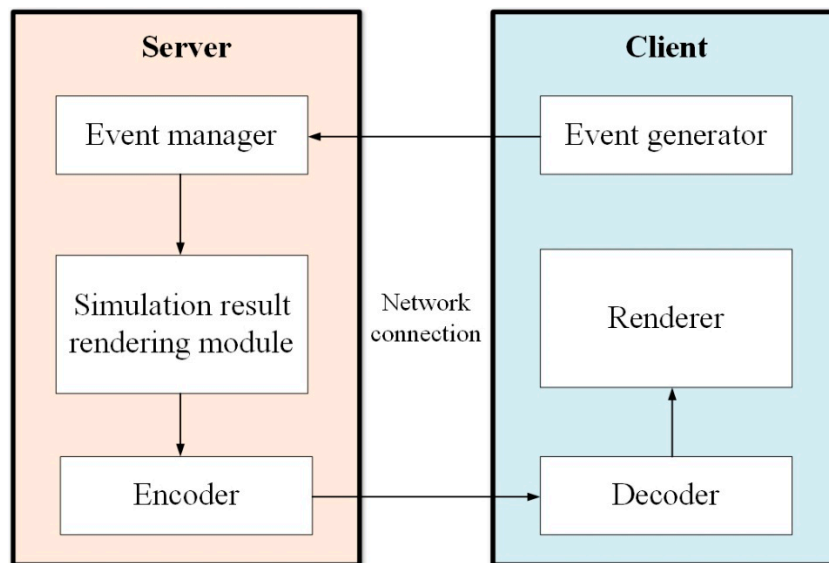 Server
Event manager
Simulation result
rendering module
Encoder
Network
connection
Client
Event generator
Renderer
Decoder